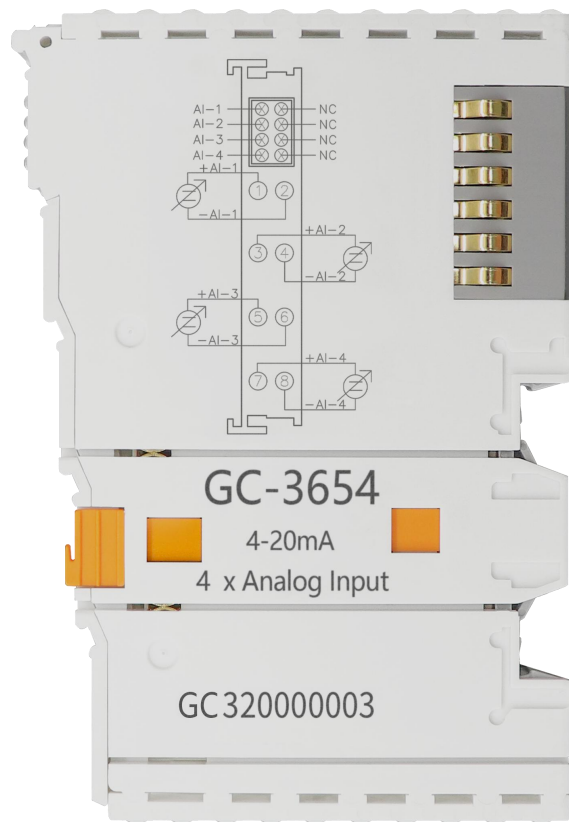 AI-1 NC
AI-2 NC
AI-3 NC
AI-4 NC
+AI-1
1 2
-AI-1
+AI-2
3 4
-AI-2
+AI-3
5 6
-AI-3
+AI-4
7 8
-AI-4
GC-3654
4-20mA
4 x Analog Input
GC320000003